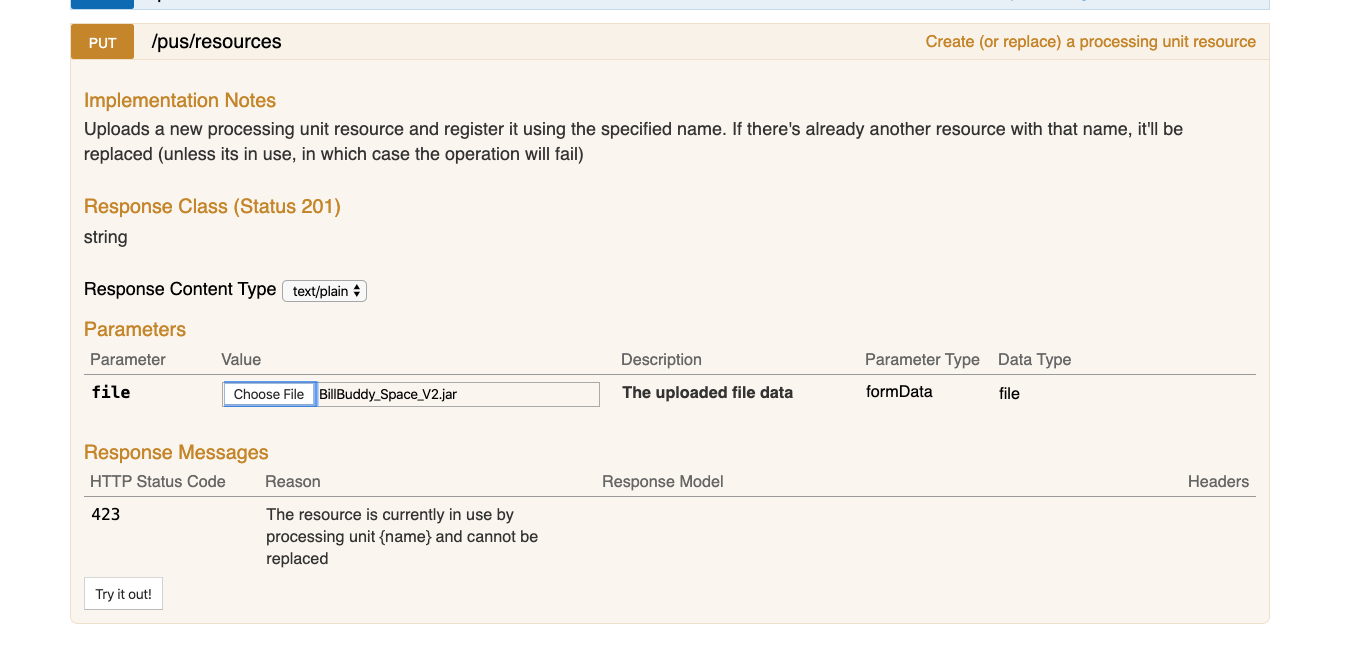 PUT /pus/resources Create (or replace) a processing unit resource
Implementation Notes
Uploads a new processing unit resource and register it using the specified name. If there's already another resource with that name, it'll be
replaced (unless its in use, in which case the operation will fail)
Response Class (Status 201)
string
Response Content Type text/plain
Parameters
Parameter Value Description Parameter Type Data Type
file Choose File BillBuddy_Space_V2.jar The uploaded file data formData file
Response Messages
HTTP Status Code Reason Response Model Headers
423 The resource is currently in use by
processing unit {name} and cannot be
replaced
Try it out!